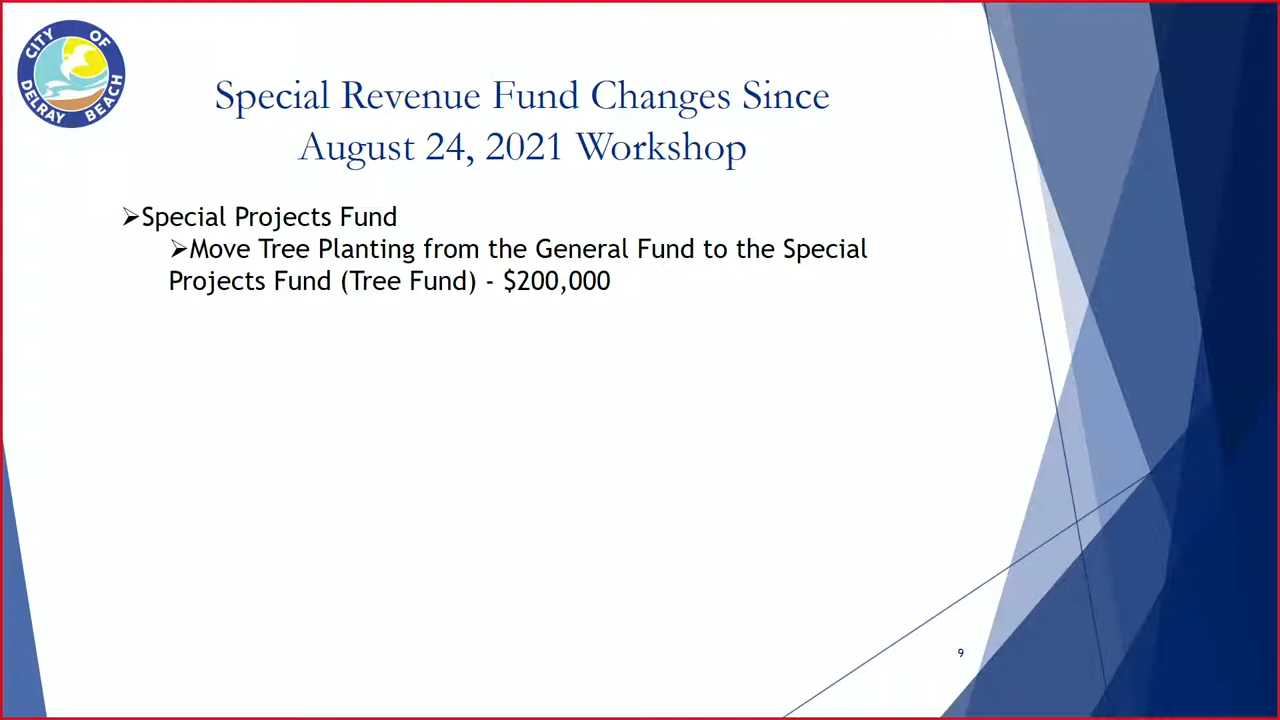 CITY OF
DELRAY BEACH
Special Revenue Fund Changes Since
August 24, 2021 Workshop
➢Special Projects Fund
➢Move Tree Planting from the General Fund to the Special
Projects Fund (Tree Fund) - $200,000
9